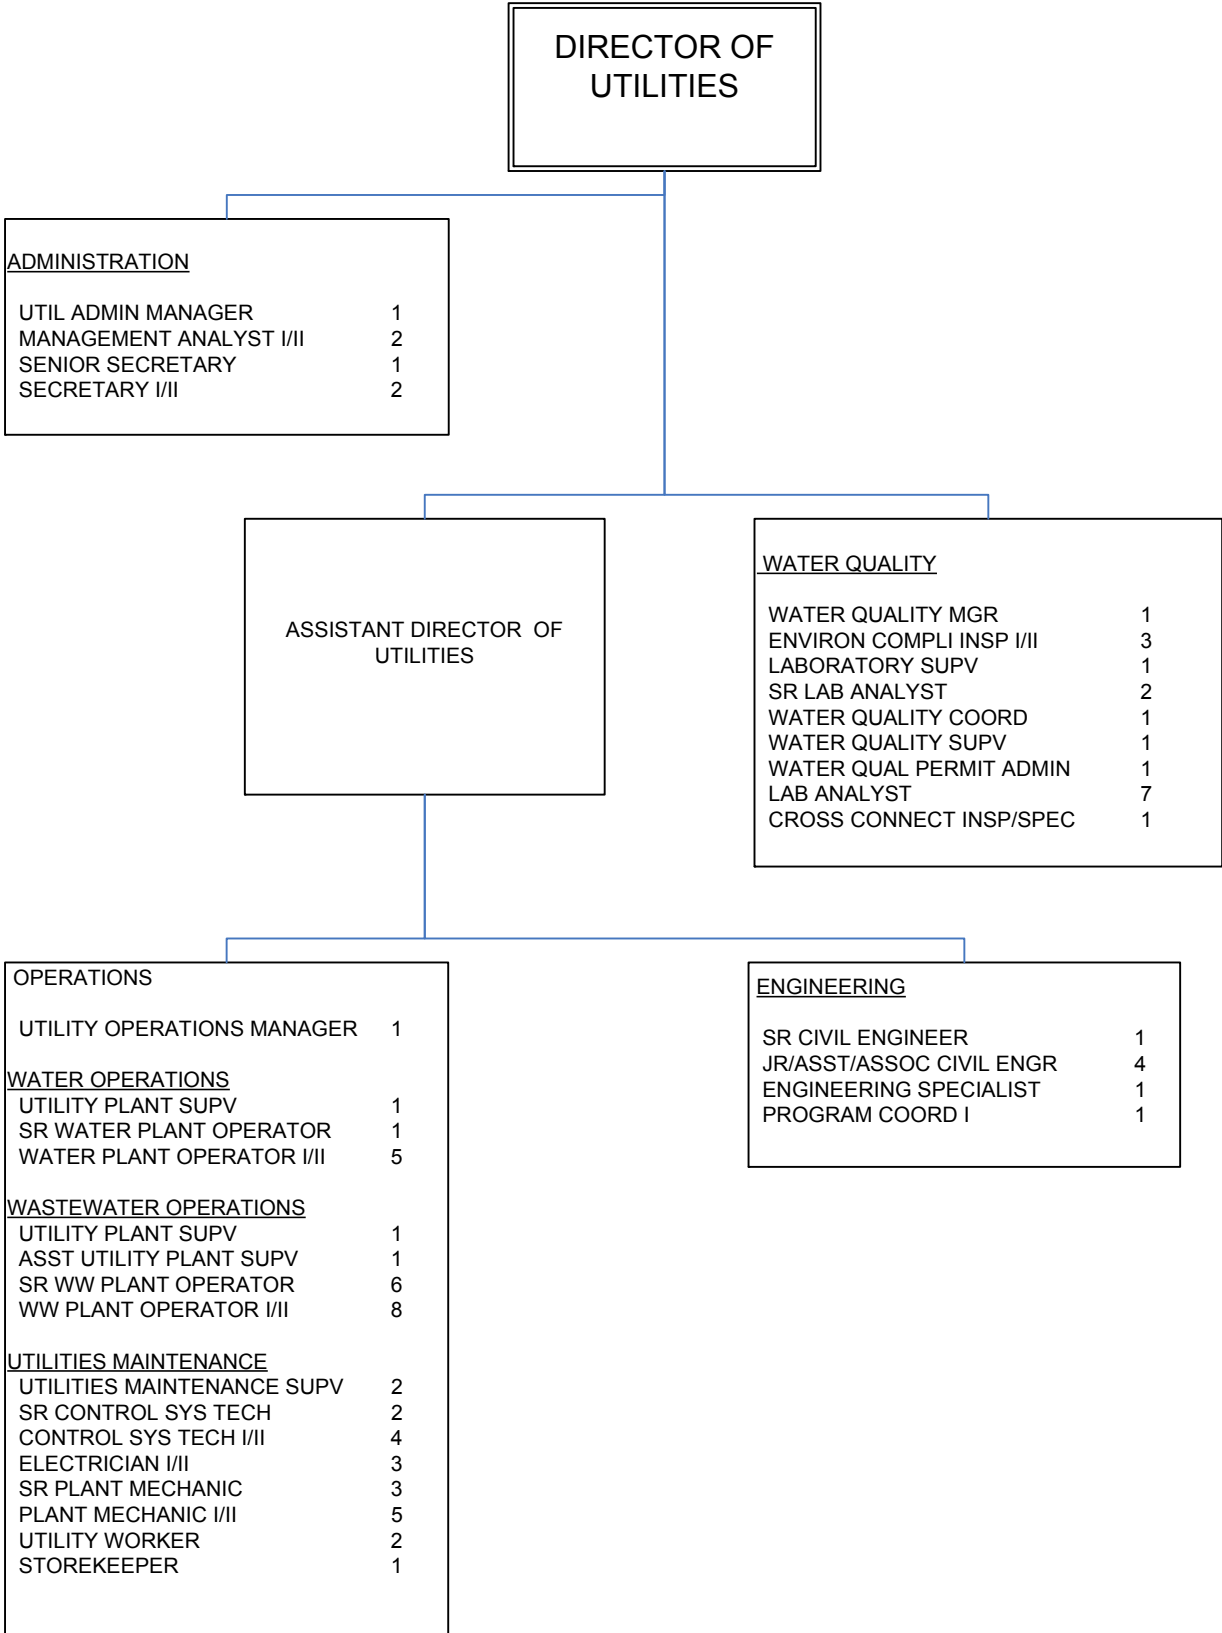 DIRECTOR OF
UTILITIES
ADMINISTRATION
UTIL ADMIN MANAGER 1
MANAGEMENT ANALYST I/II 2
SENIOR SECRETARY 1
SECRETARY I/II 2
ASSISTANT DIRECTOR OF
UTILITIES
WATER QUALITY
WATER QUALITY MGR 1
ENVIRON COMPLI INSP I/II 3
LABORATORY SUPV 1
SR LAB ANALYST 2
WATER QUALITY COORD 1
WATER QUALITY SUPV 1
WATER QUAL PERMIT ADMIN 1
LAB ANALYST 7
CROSS CONNECT INSP/SPEC 1
OPERATIONS
UTILITY OPERATIONS MANAGER 1
WATER OPERATIONS
UTILITY PLANT SUPV 1
SR WATER PLANT OPERATOR 1
WATER PLANT OPERATOR I/II 5
WASTEWATER OPERATIONS
UTILITY PLANT SUPV 1
ASST UTILITY PLANT SUPV 1
SR WW PLANT OPERATOR 6
WW PLANT OPERATOR I/II 8
UTILITIES MAINTENANCE
UTILITIES MAINTENANCE SUPV 2
SR CONTROL SYS TECH 2
CONTROL SYS TECH I/II 4
ELECTRICIAN I/II 3
SR PLANT MECHANIC 3
PLANT MECHANIC I/II 5
UTILITY WORKER 2
STOREKEEPER 1
ENGINEERING
SR CIVIL ENGINEER 1
JR/ASST/ASSOC CIVIL ENGR 4
ENGINEERING SPECIALIST 1
PROGRAM COORD I 1